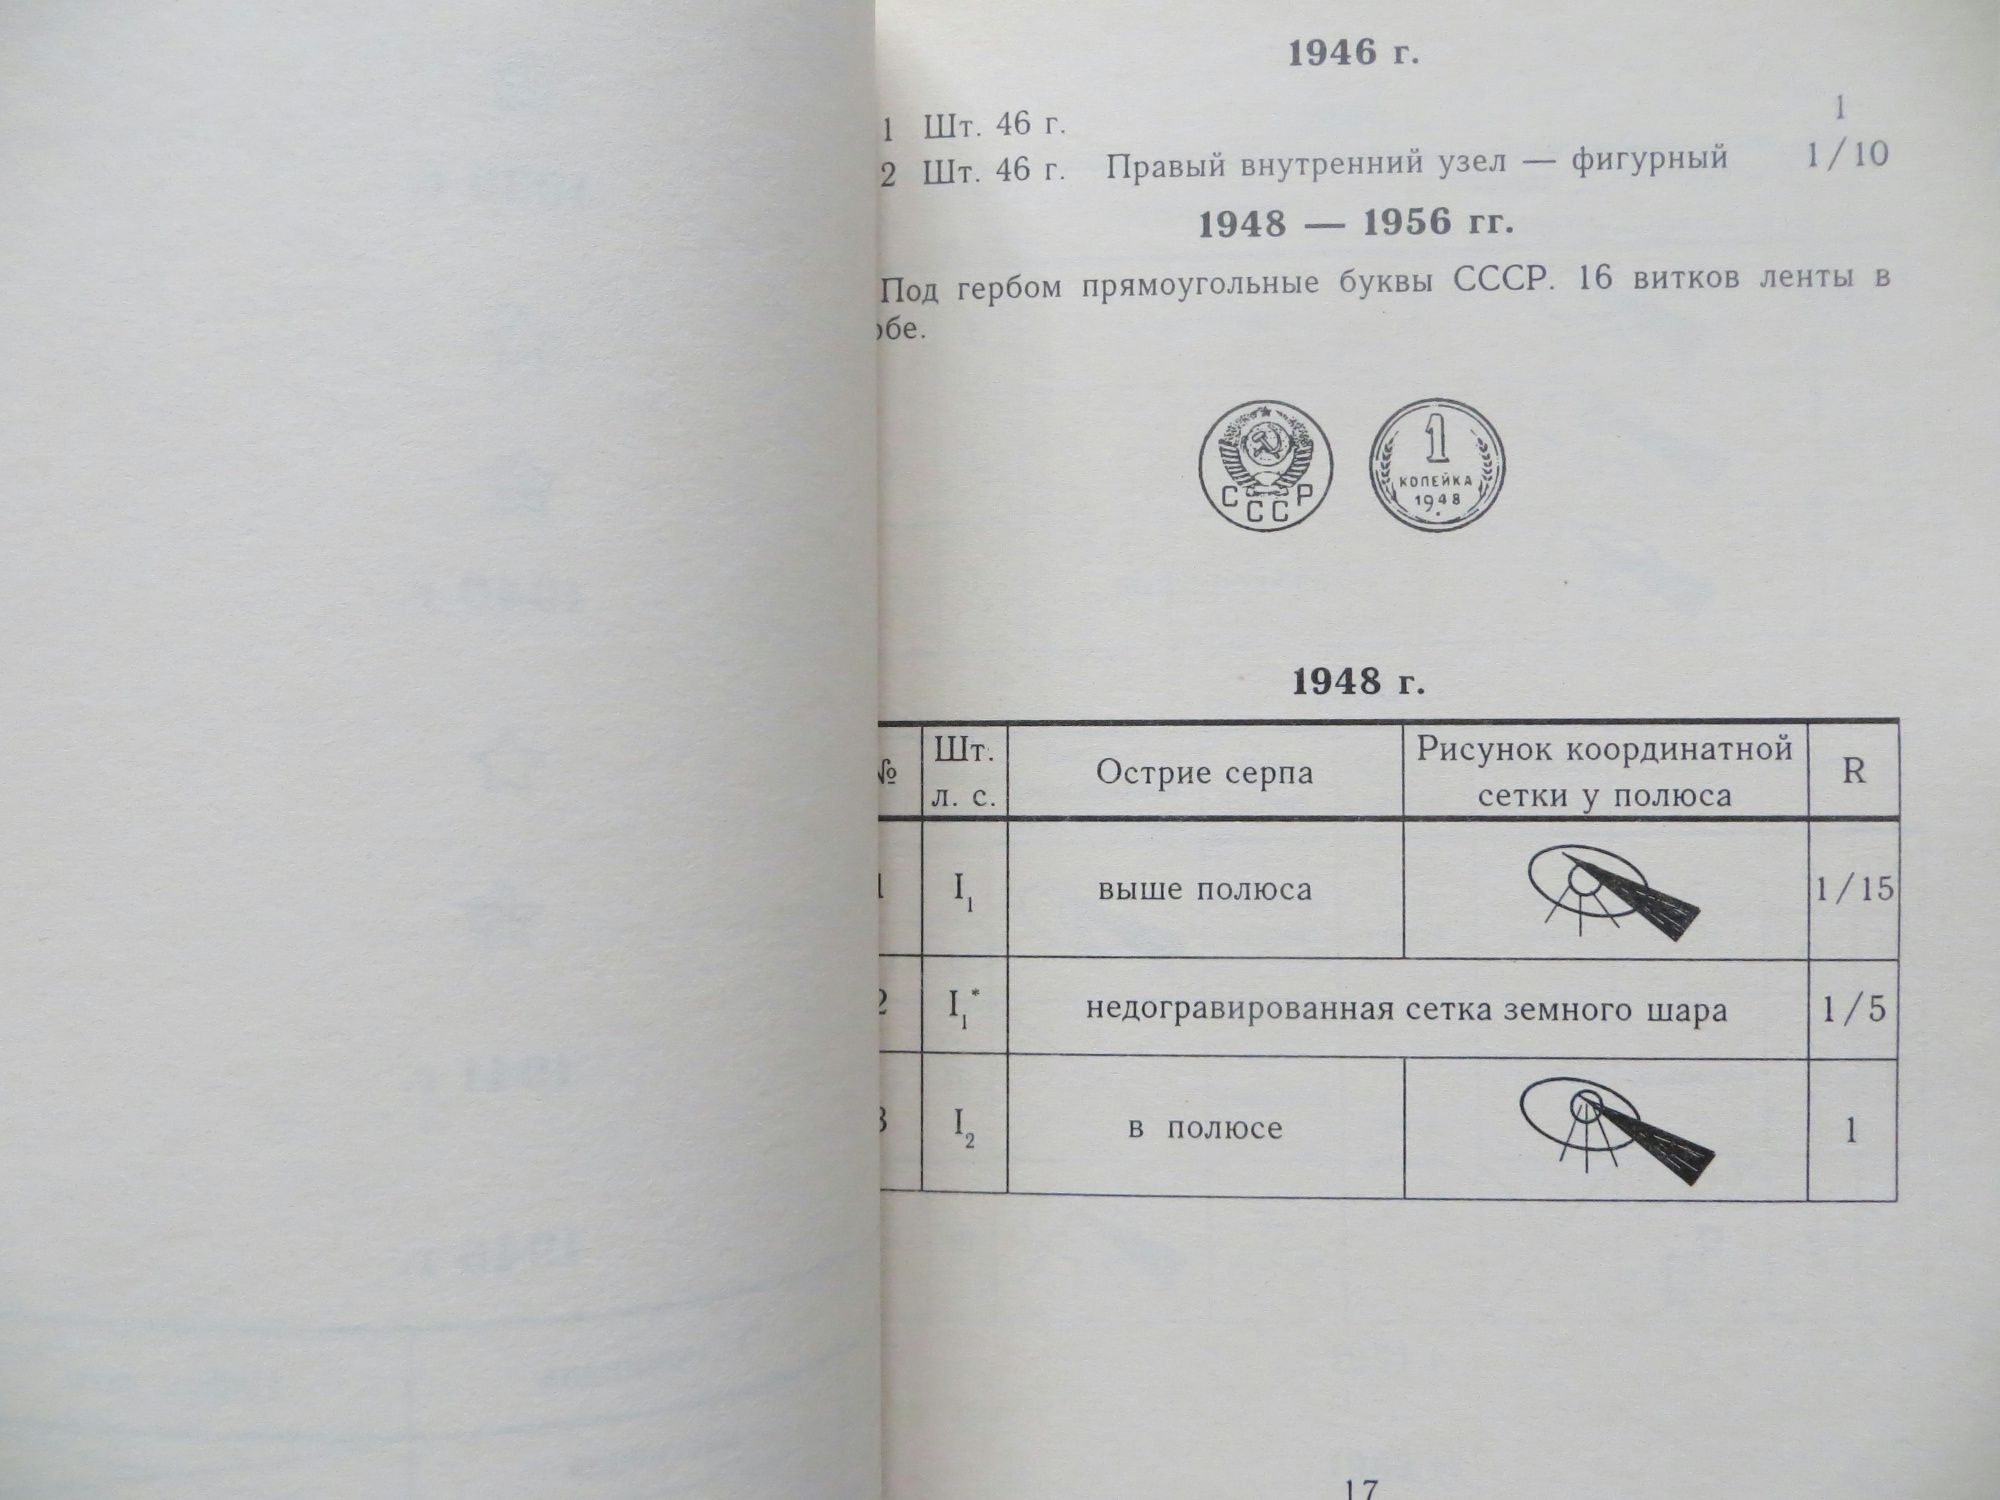 1946 г.
1 Шт. 46 г. 1
2 Шт. 46 г. Правый внутренний узел — фигурный 1/10
1948 — 1956 гг.
Под гербом прямоугольные буквы СССР. 16 витков ленты в
обе.
СССР
1
КОПЕЙКА
1948
1948 г.
№ Шт. л. с. Острие серпа Рисунок координатной сетки у полюса R
1 I₁ выше полюса 1/15
2 I₁* недогравированная сетка земного шара 1/5
3 I₂ в полюсе 1
17